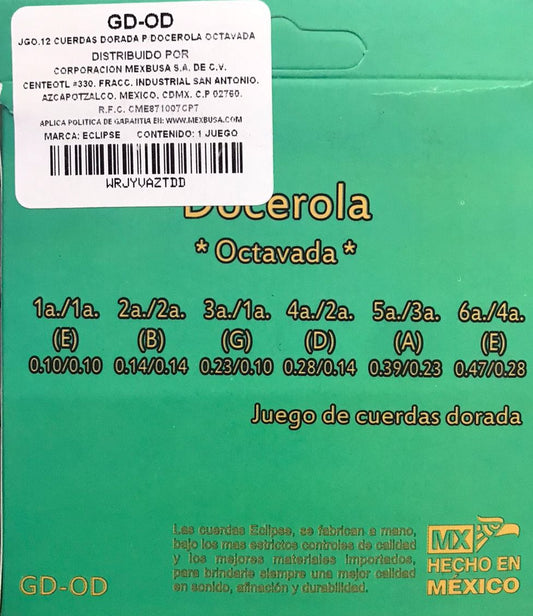 GD-OD
JGO.12 CUERDAS DORADA P DOCEROLA OCTAVADA
DISTRIBUIDO POR
CORPORACION MEXBUSA S.A. DE C.V.
CENTEOTL #330, FRACC. INDUSTRIAL SAN ANTONIO.
AZCAPOTZALCO, MEXICO, CDMX. C.P 02760.
R.F.C. CME871007CP7
APLICA POLITICA DE GARANTIA EN: WWW.MEXBUSA.COM
MARCA: ECLIPSE CONTENIDO: 1 JUEGO
WRJYVAZTDD
Docerola
* Octavada *
1a./1a. 2a./2a. 3a./1a. 4a./2a. 5a./3a. 6a./4a.
(E) (B) (G) (D) (A) (E)
0.10/0.10 0.14/0.14 0.23/0.10 0.28/0.14 0.39/0.23 0.47/0.28
Juego de cuerdas dorada
Las cuerdas Eclipse, se fabrican a mano,
bajo los mas estrictos controles de calidad
y los mejores materiales importados,
para brindarle siempre una mejor calidad
en sonido, afinación y durabilidad.
MX
HECHO EN
MÉXICO
GD-OD